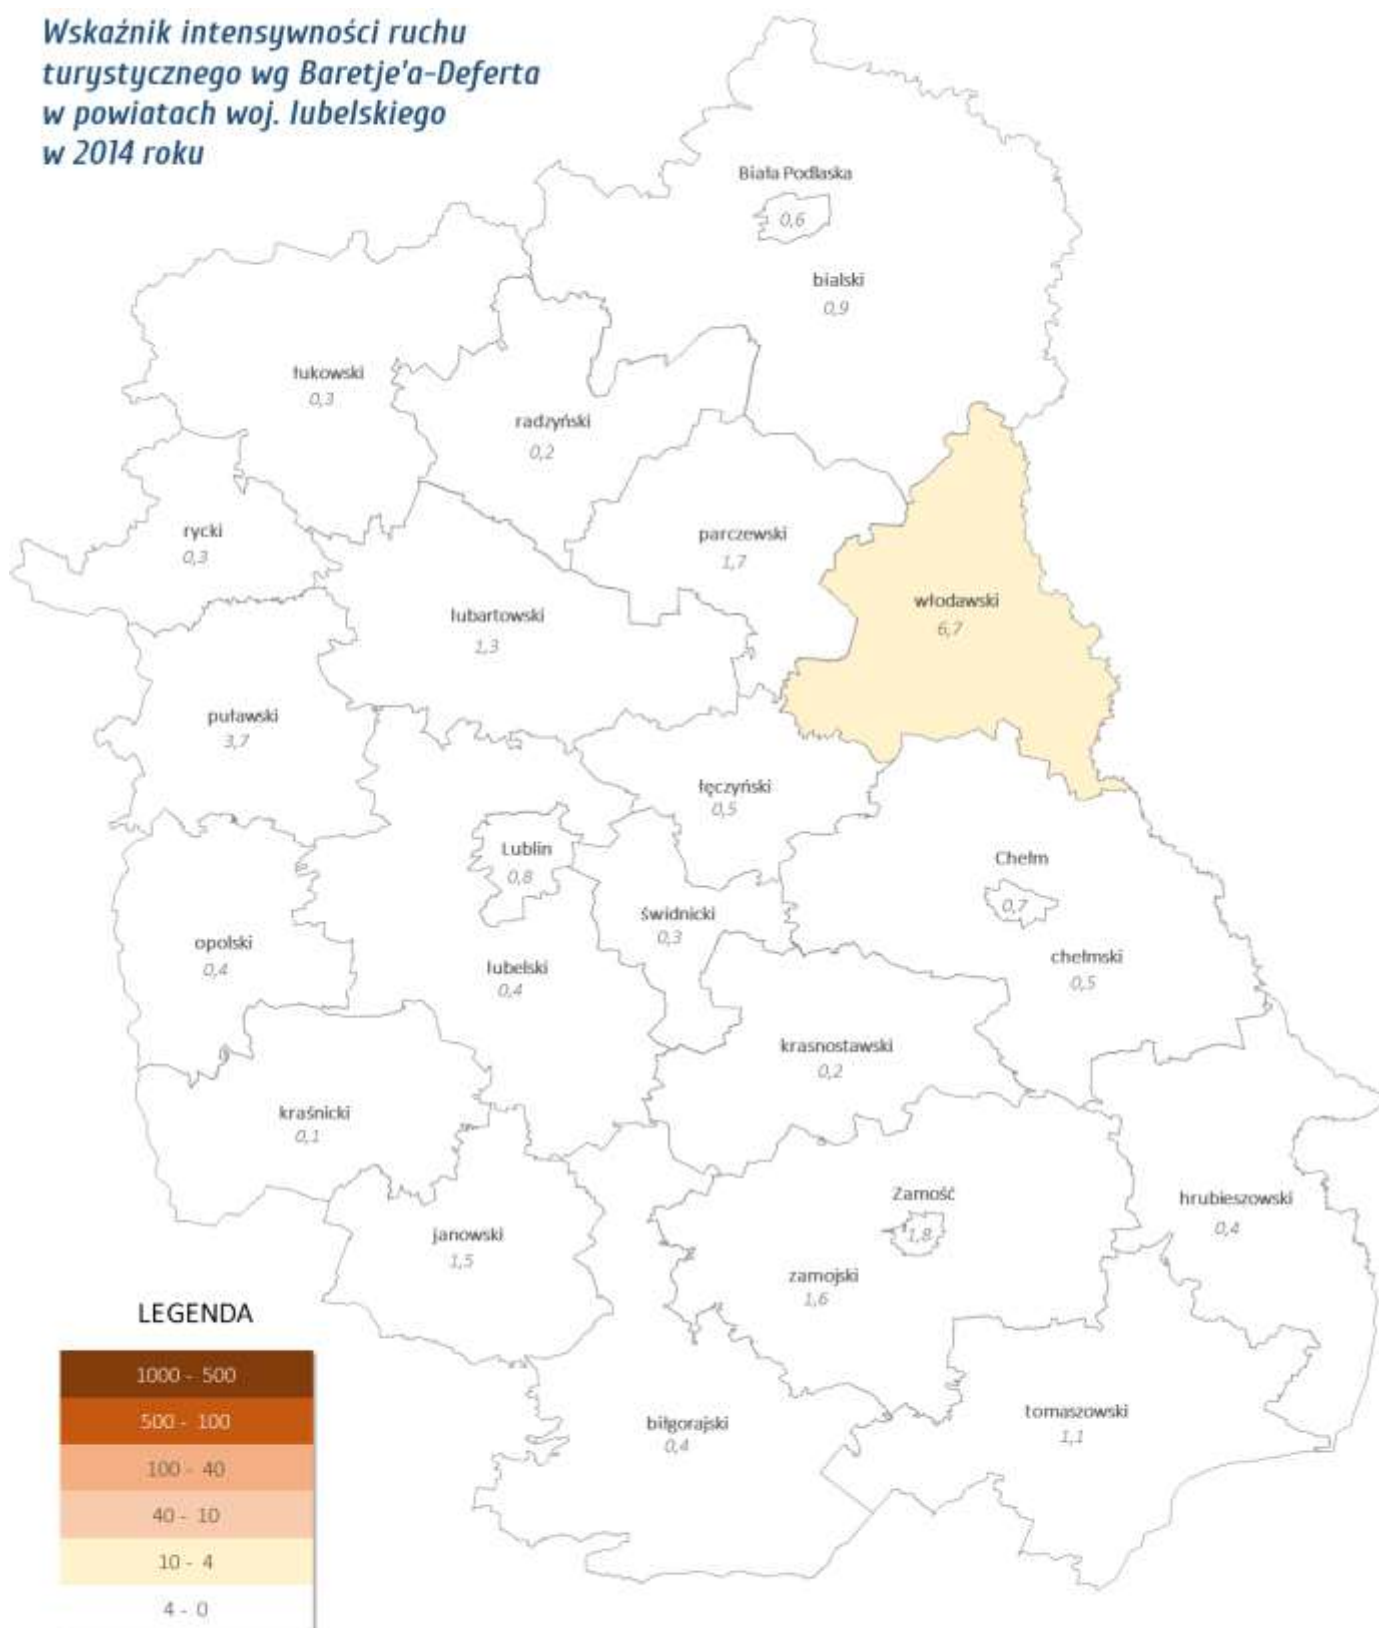 Wskaźnik intensywności ruchu
turystycznego wg Baretje'a-Deferta
w powiatach woj. lubelskiego
w 2014 roku
Biała Podlaska
0,6
bialski
0,9
łukowski
0,3
radzyński
0,2
rycki
0,3
parczewski
1,7
włodawski
6,7
lubartowski
1,3
puławski
3,7
łęczyński
0,5
Lublin
0,8
Chełm
0,7
świdnicki
0,3
opolski
0,4
lubelski
0,4
chełmski
0,5
krasnostawski
0,2
kraśnicki
0,1
Zamość
1,8
hrubieszowski
0,4
janowski
1,5
zamojski
1,6
tomaszowski
1,1
biłgorajski
0,4
LEGENDA
1000 - 500
500 - 100
100 - 40
40 - 10
10 - 4
4 - 0